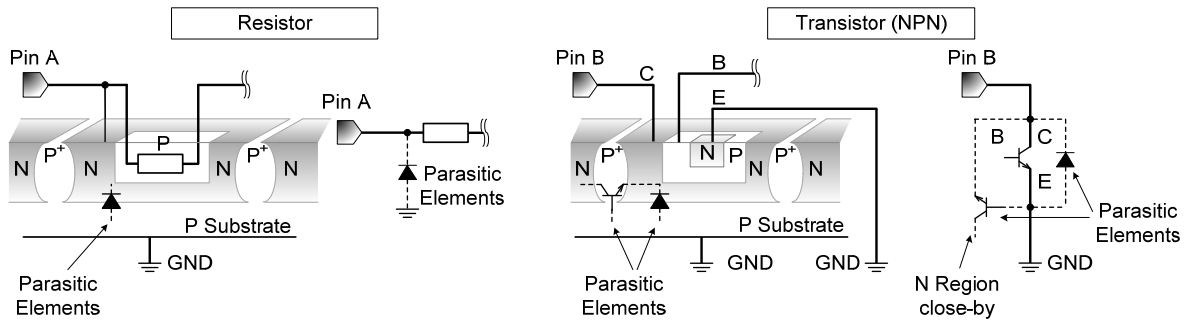 Resistor
Pin A
N
P+
N
P
P+
N
N
P Substrate
GND
Parasitic
Elements
Pin A
Parasitic
Elements
Transistor (NPN)
Pin B
C
B
E
N
P+
N
N
P
P+
N
N
P Substrate
GND
GND
Parasitic
Elements
Pin B
B
C
E
Parasitic
Elements
GND
N Region
close-by